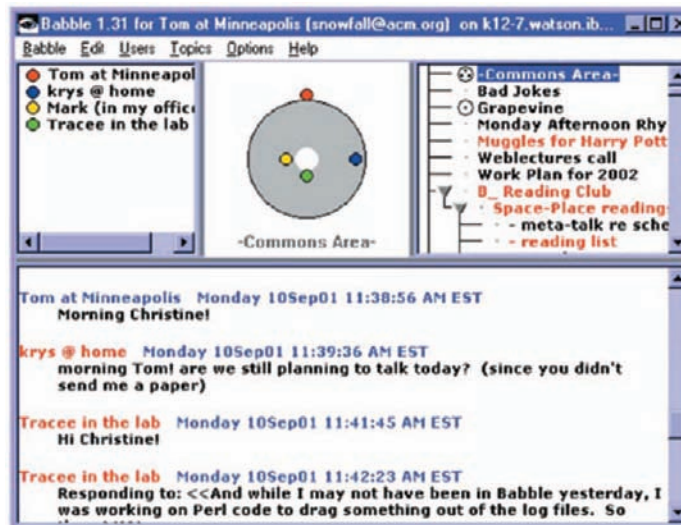 Babble 1.31 for Tom at Minneapolis (snowfall@acm.org) on k12-7.watson.ib...
Babble Edit Users Topics Options Help
Tom at Minneapol
krys @ home
Mark (in my offic
Tracee in the lab
-Commons Area-
-Commons Area-
Bad Jokes
Grapevine
Monday Afternoon Rhy
Muggles for Harry Pott
Weblectures call
Work Plan for 2002
B_ Reading Club
Space-Place reading
- meta-talk re sche
- reading list
Tom at Minneapolis Monday 10Sep01 11:38:56 AM EST
Morning Christine!
krys @ home Monday 10Sep01 11:39:36 AM EST
morning Tom! are we still planning to talk today? (since you didn't
send me a paper)
Tracee in the lab Monday 10Sep01 11:41:45 AM EST
Hi Christine!
Tracee in the lab Monday 10Sep01 11:42:23 AM EST
Responding to: <<And while I may not have been in Babble yesterday, I
was working on Perl code to drag something out of the log files. So